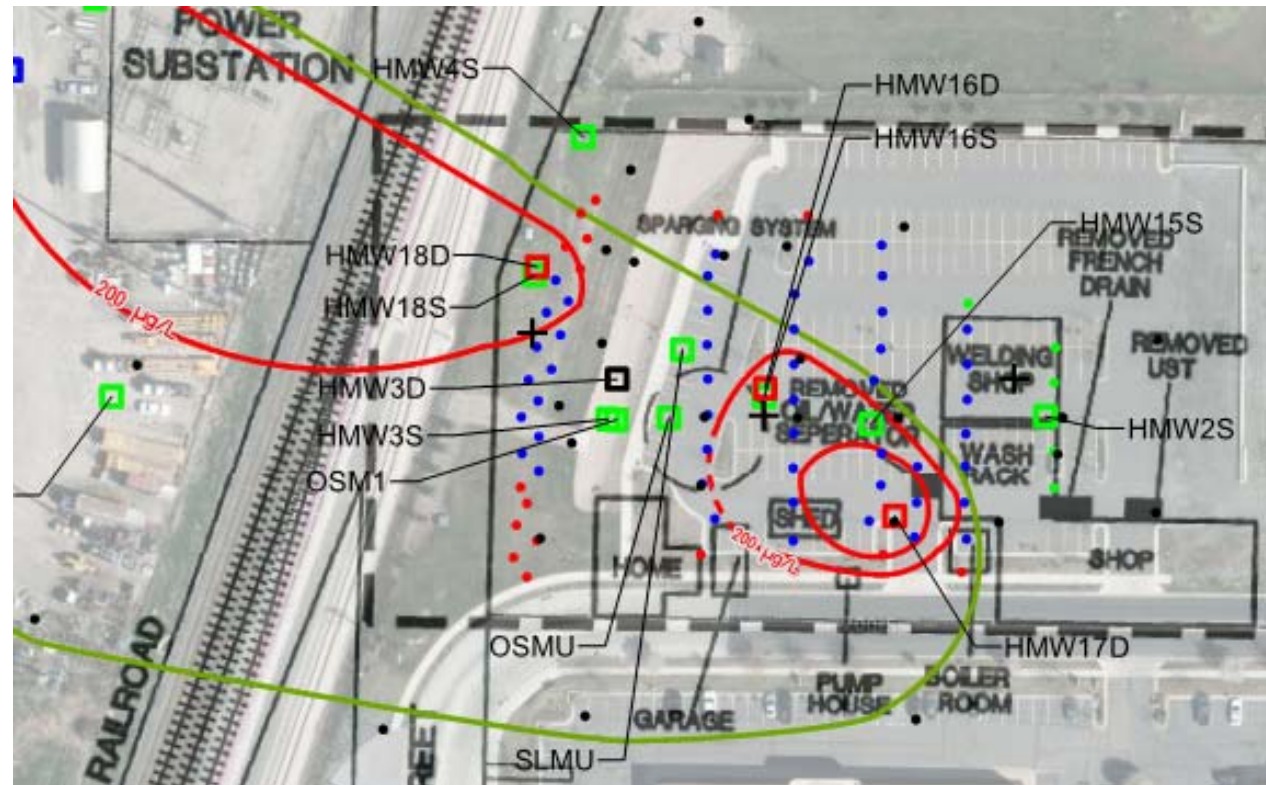 POWER
SUBSTATION
HMW4S
HMW16D
HMW16S
SPARGING SYSTEM
HMW15S
REMOVED
FRENCH
DRAIN
HMW18D
HMW18S
200 µg/L
WELDING
SHOP
REMOVED
UST
HMW3D
REMOVED
OIL/WATER
SEPERATOR
HMW3S
HMW2S
OSM1
WASH
RACK
SHED
200 µg/L
HOME
SHOP
OSMU
HMW17D
RAILROAD
PUMP
HOUSE
BOILER
ROOM
GARAGE
REE
SLMU